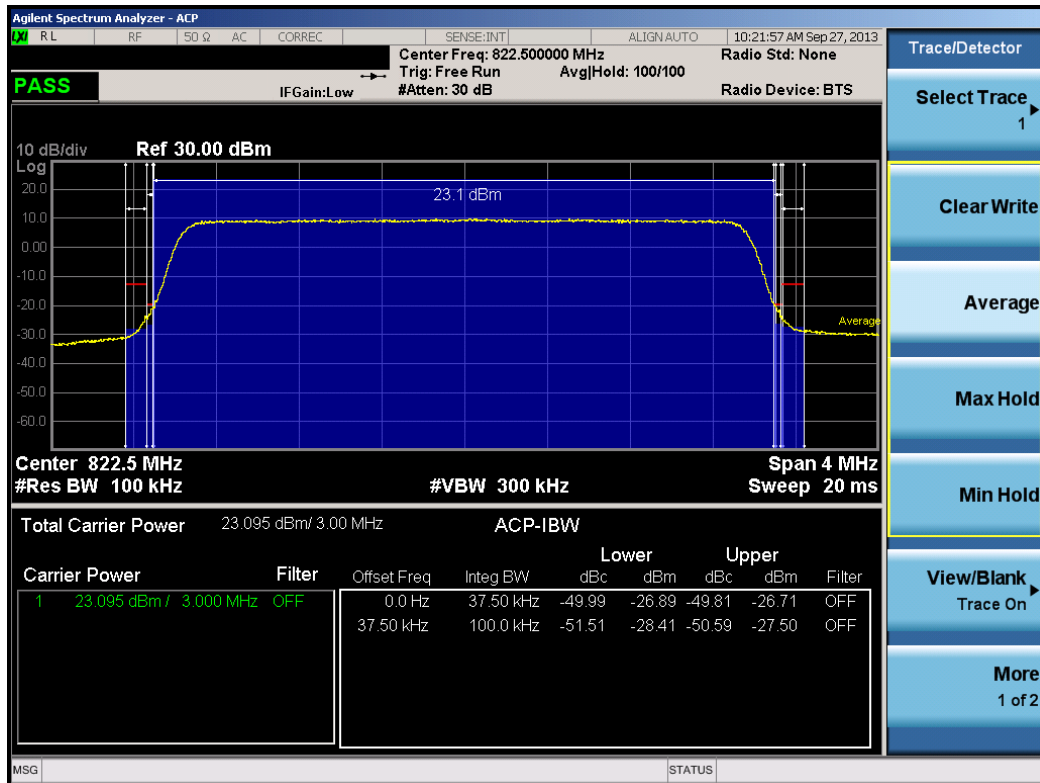 Agilent Spectrum Analyzer - ACP
LXI RL RF 50 Ω AC CORREC SENSE:INT ALIGN AUTO 10:21:57 AM Sep 27, 2013
Center Freq: 822.500000 MHz Radio Std: None
Trig: Free Run Avg|Hold: 100/100
PASS IFGain:Low #Atten: 30 dB Radio Device: BTS
10 dB/div Ref 30.00 dBm
Log
20.0
23.1 dBm
10.0
0.00
-10.0
-20.0
Average
-30.0
-40.0
-50.0
-60.0
Center 822.5 MHz Span 4 MHz
#Res BW 100 kHz #VBW 300 kHz Sweep 20 ms
Total Carrier Power 23.095 dBm/ 3.00 MHz ACP-IBW
Lower Upper
Carrier Power Filter Offset Freq Integ BW dBc dBm dBc dBm Filter
1 23.095 dBm / 3.000 MHz OFF 0.0 Hz 37.50 kHz -49.99 -26.89 -49.81 -26.71 OFF
37.50 kHz 100.0 kHz -51.51 -28.41 -50.59 -27.50 OFF
MSG STATUS
Trace/Detector
Select Trace
1
Clear Write
Average
Max Hold
Min Hold
View/Blank
Trace On
More
1 of 2